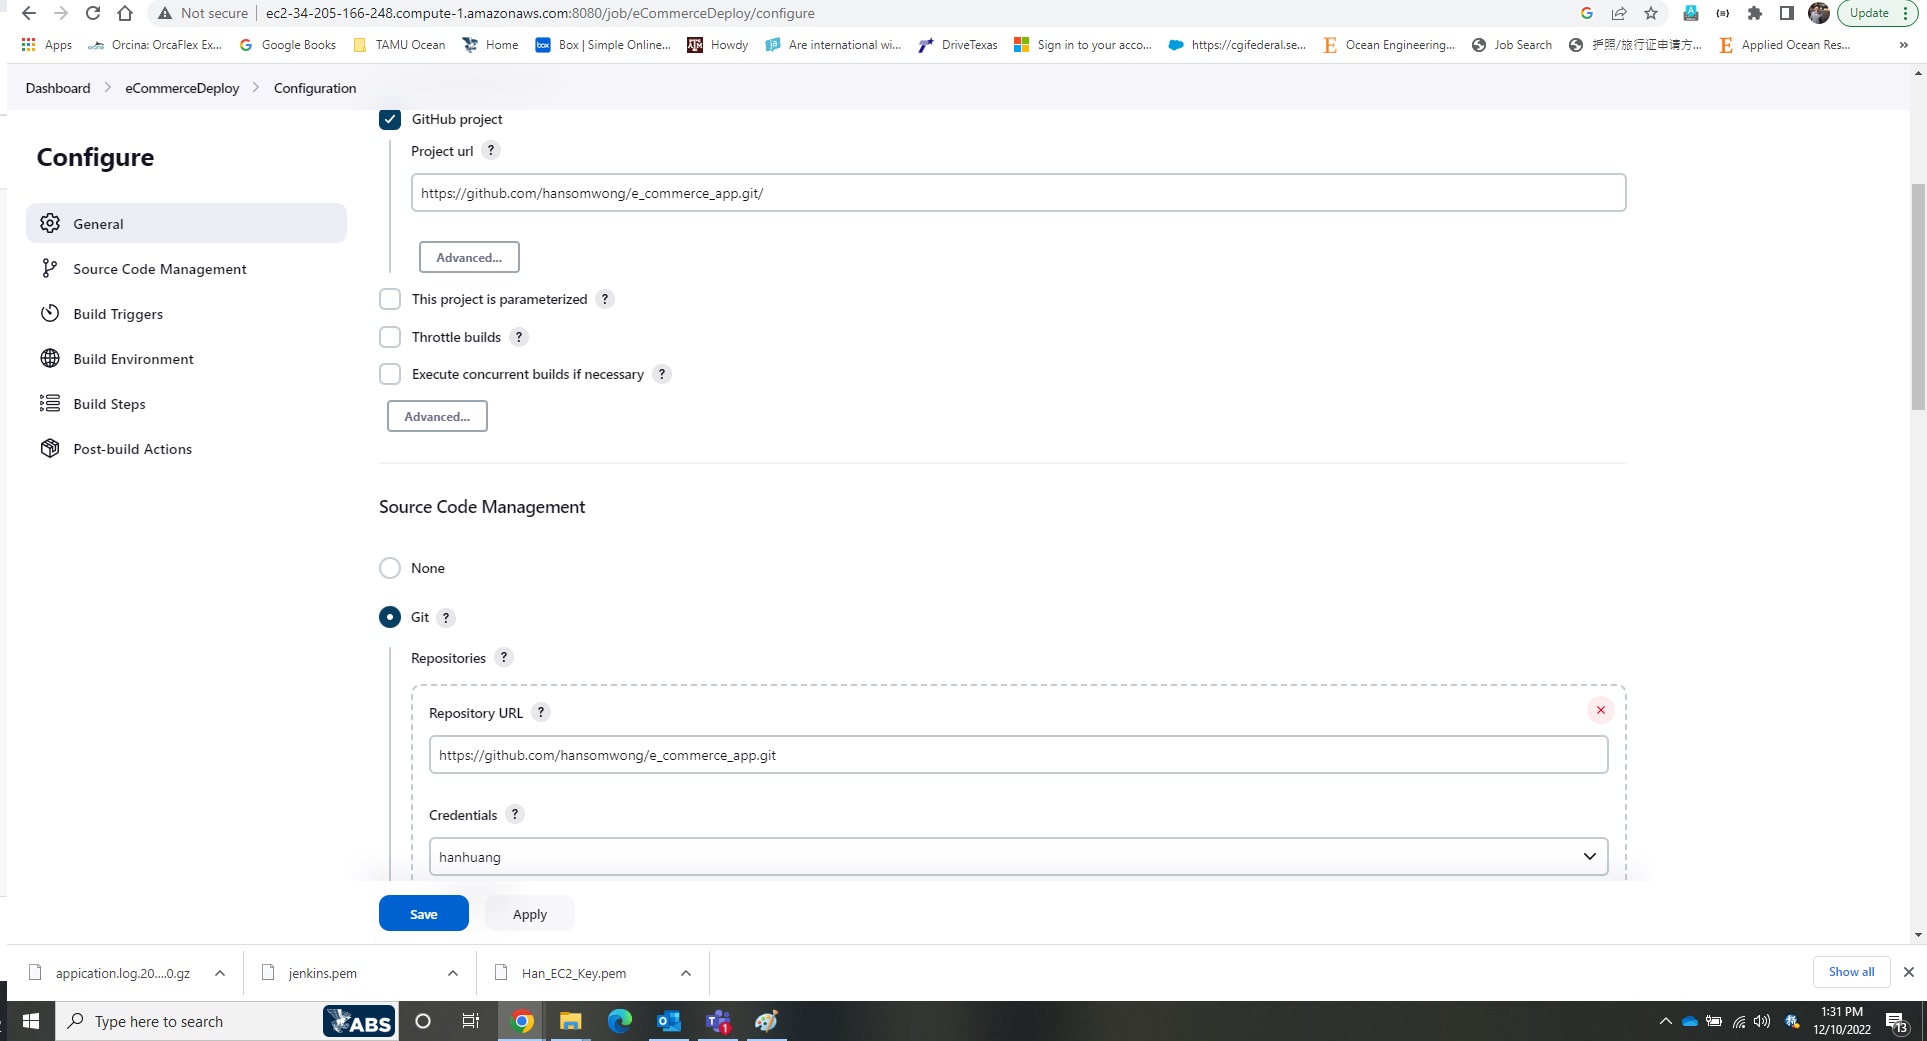 Not secure | ec2-34-205-166-248.compute-1.amazonaws.com:8080/job/eCommerceDeploy/configure
Update
Apps Orcina: OrcaFlex Ex... Google Books TAMU Ocean Home Box | Simple Online... Howdy Are international wi... DriveTexas Sign in to your acco... https://cgifederal.se... Ocean Engineering... Job Search 护照/旅行证申请方... Applied Ocean Res... »
Dashboard > eCommerceDeploy > Configuration
Configure
General
Source Code Management
Build Triggers
Build Environment
Build Steps
Post-build Actions
GitHub project
Project url ?
https://github.com/hansomwong/e_commerce_app.git/
Advanced...
This project is parameterized ?
Throttle builds ?
Execute concurrent builds if necessary ?
Advanced...
Source Code Management
None
Git ?
Repositories ?
Repository URL ?
https://github.com/hansomwong/e_commerce_app.git
Credentials ?
hanhuang
Save Apply
appication.log.20....0.gz jenkins.pem Han_EC2_Key.pem Show all
Type here to search ABS
1
1:31 PM
12/10/2022
13